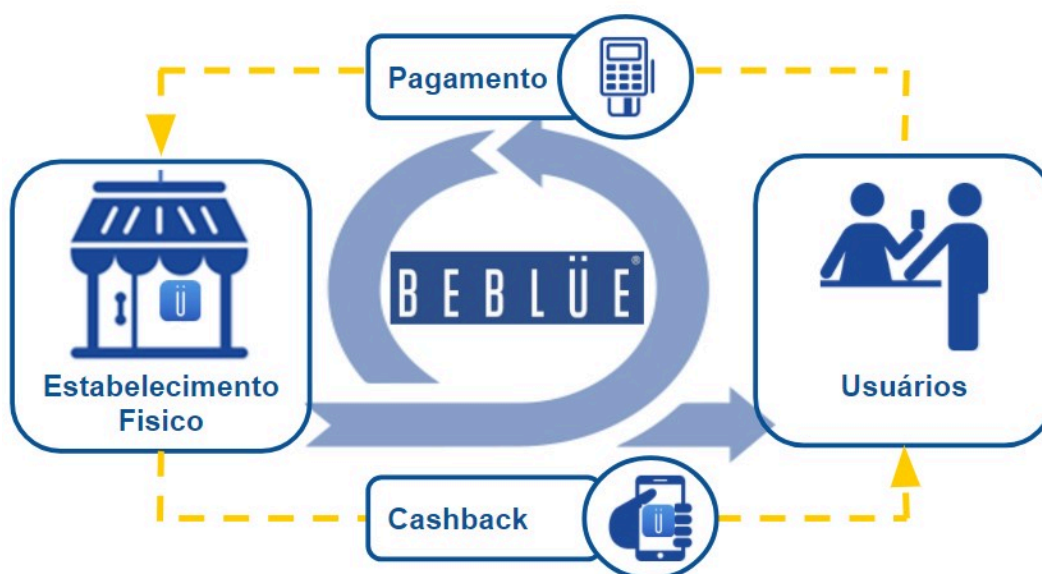 Pagamento
BEBLÜE®
Ü
Estabelecimento
Fisico
Usuários
Cashback
Ü